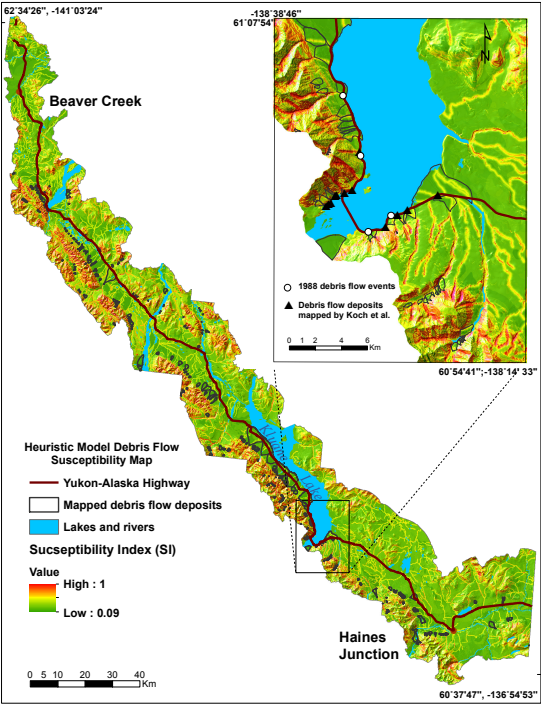 62°34'26", -141°03'24"
-138°38'46"
61°07'54"
N
Beaver Creek
1988 debris flow events
Debris flow deposits
mapped by Koch et al.
0 1 2 4 6
Km
60°54'41";-138°14' 33"
Heuristic Model Debris Flow
Susceptibility Map
Yukon-Alaska Highway
Mapped debris flow deposits
Lakes and rivers
Sucseptibility Index (SI)
Value
High : 1
Low : 0.09
Kluane Lake
Haines
Junction
0 5 10 20 30 40
Km
60°37'47", -136°54'53"